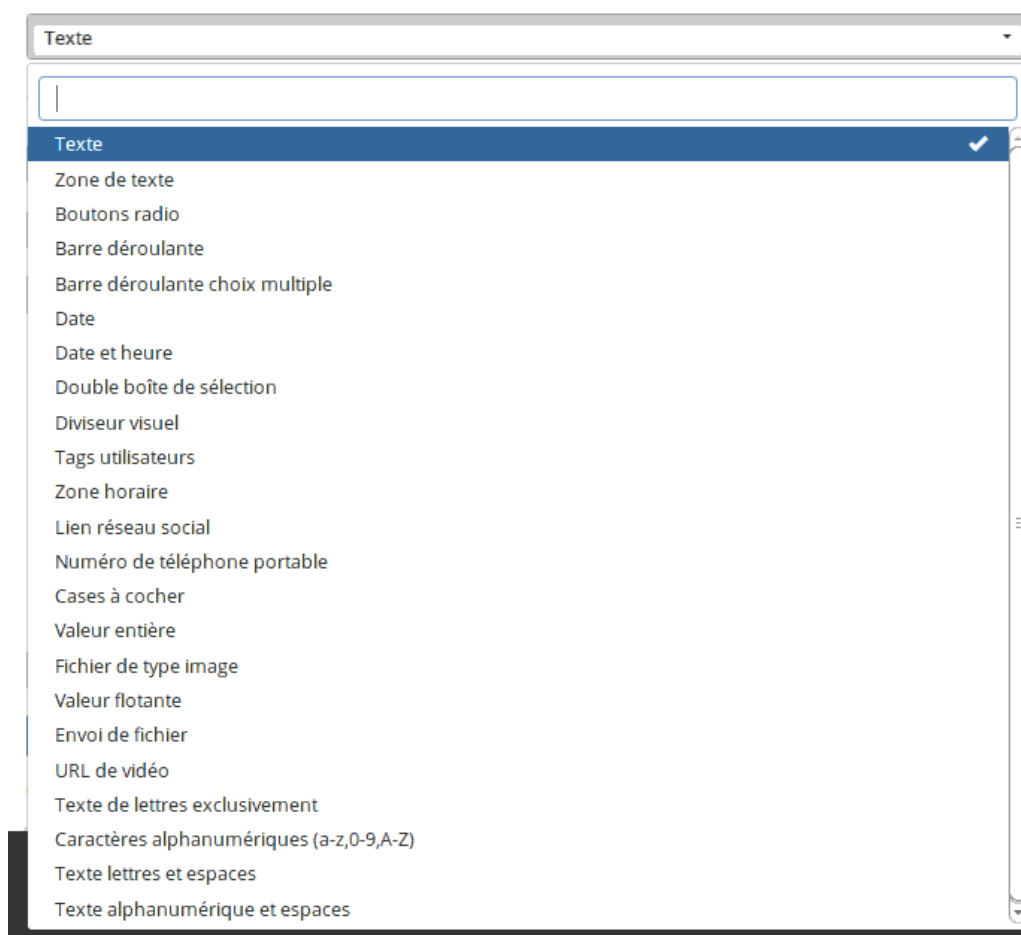 Texte
Texte
Zone de texte
Boutons radio
Barre déroulante
Barre déroulante choix multiple
Date
Date et heure
Double boîte de sélection
Diviseur visuel
Tags utilisateurs
Zone horaire
Lien réseau social
Numéro de téléphone portable
Cases à cocher
Valeur entière
Fichier de type image
Valeur flotante
Envoi de fichier
URL de vidéo
Texte de lettres exclusivement
Caractères alphanumériques (a-z,0-9,A-Z)
Texte lettres et espaces
Texte alphanumérique et espaces